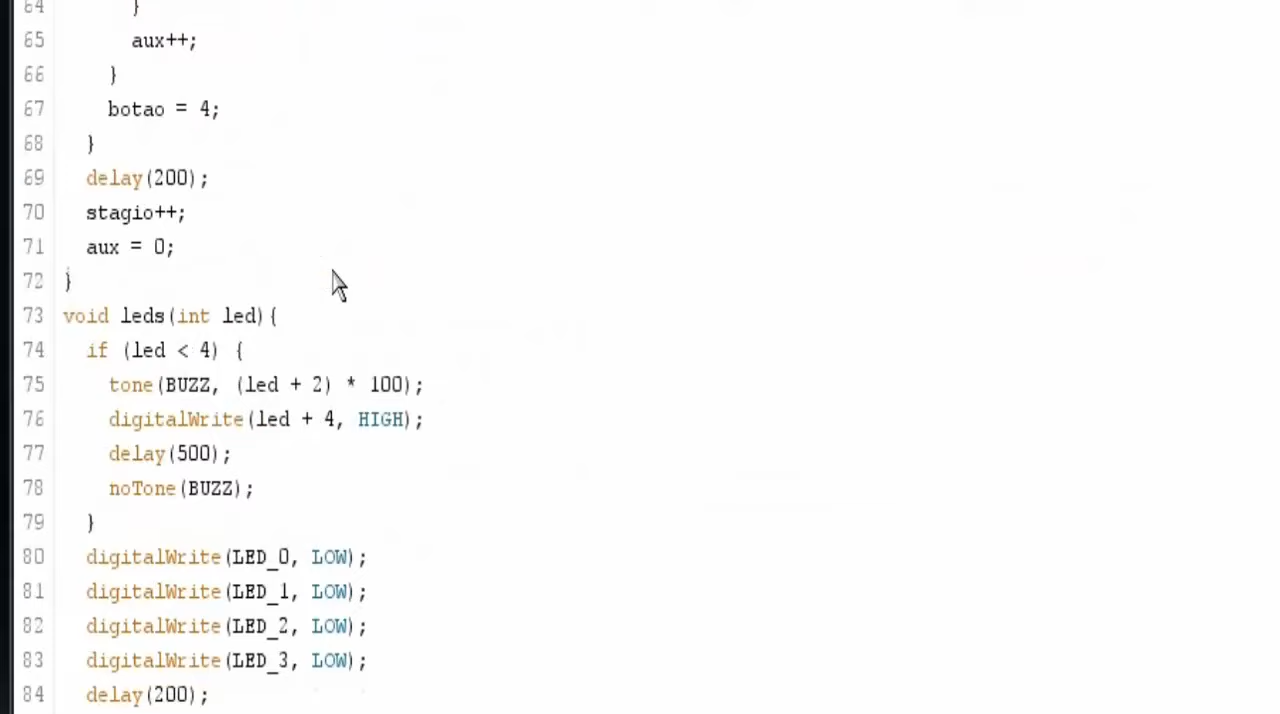 64 }
65 aux++;
66 }
67 botao = 4;
68 }
69 delay(200);
70 stagio++;
71 aux = 0;
72 }
73 void leds(int led){
74 if (led < 4) {
75 tone(BUZZ, (led + 2) * 100);
76 digitalWrite(led + 4, HIGH);
77 delay(500);
78 noTone(BUZZ);
79 }
80 digitalWrite(LED_0, LOW);
81 digitalWrite(LED_1, LOW);
82 digitalWrite(LED_2, LOW);
83 digitalWrite(LED_3, LOW);
84 delay(200);